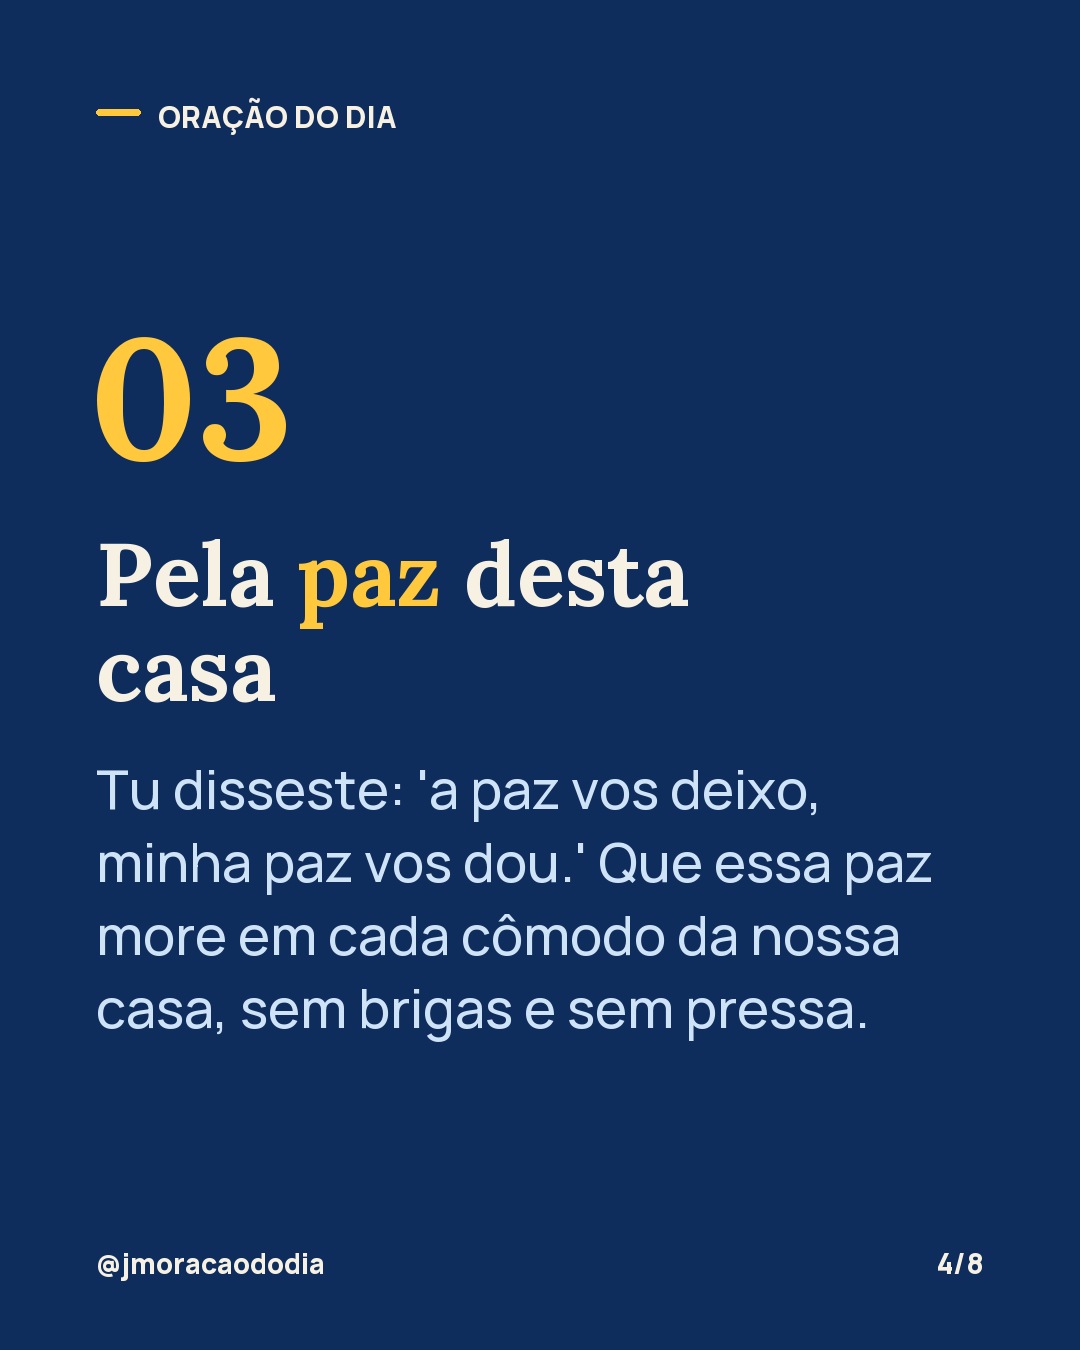 ORAÇÃO DO DIA
03
Pela paz desta
casa
Tu disseste: 'a paz vos deixo,
minha paz vos dou.' Que essa paz
more em cada cômodo da nossa
casa, sem brigas e sem pressa.
@jmoracaododia
4/8